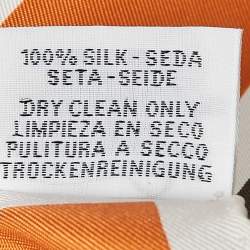 100% SILK - SEDA
SETA - SEIDE
DRY CLEAN ONLY
LIMPIEZA EN SECO
PULITURA A SECCO
TROCKENREINIGUNG